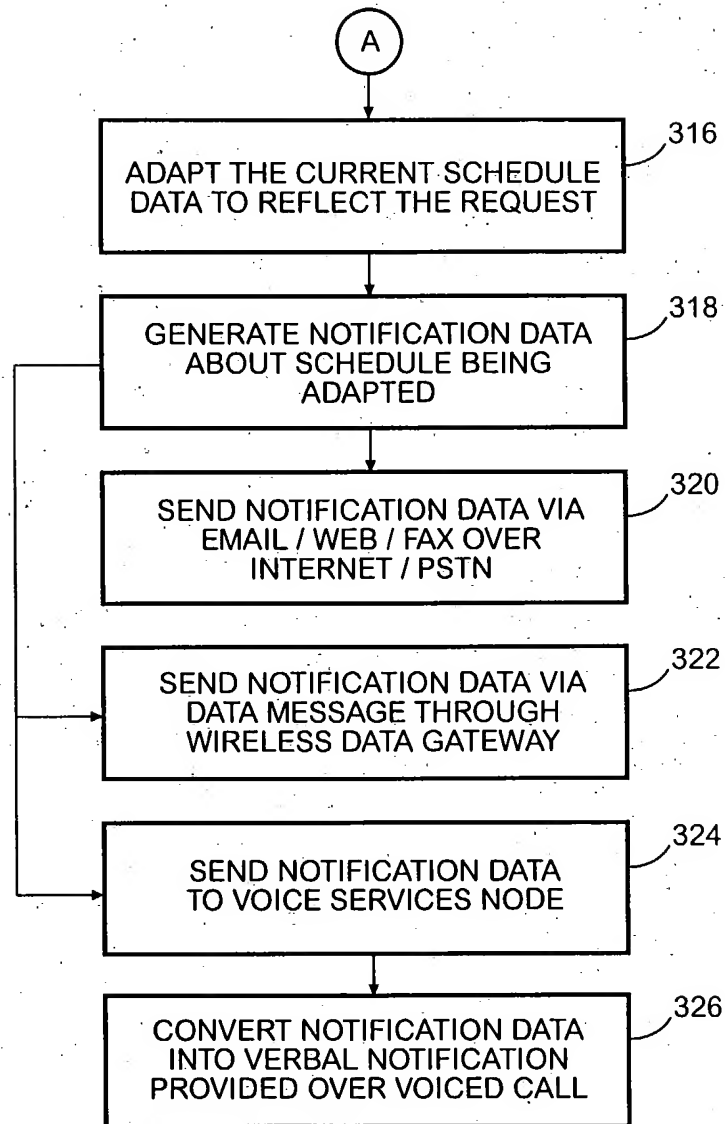 A
316
ADAPT THE CURRENT SCHEDULE
DATA TO REFLECT THE REQUEST
318
GENERATE NOTIFICATION DATA
ABOUT SCHEDULE BEING
ADAPTED
320
SEND NOTIFICATION DATA VIA
EMAIL / WEB / FAX OVER
INTERNET / PSTN
322
SEND NOTIFICATION DATA VIA
DATA MESSAGE THROUGH
WIRELESS DATA GATEWAY
324
SEND NOTIFICATION DATA
TO VOICE SERVICES NODE
326
CONVERT NOTIFICATION DATA
INTO VERBAL NOTIFICATION
PROVIDED OVER VOICED CALL